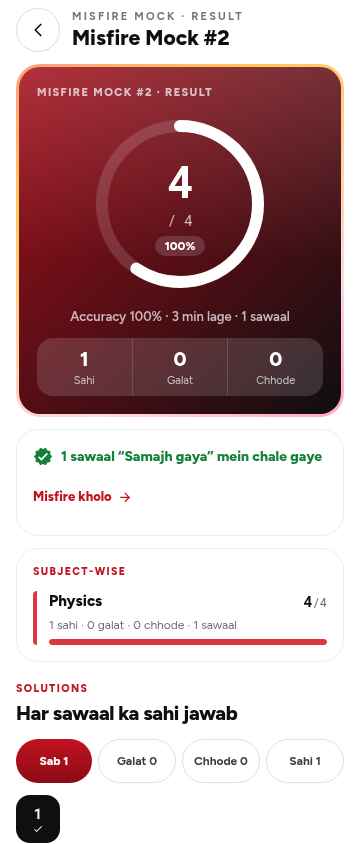 MISFIRE MOCK · RESULT
Misfire Mock #2
MISFIRE MOCK #2 · RESULT
4
/ 4
100%
Accuracy 100% · 3 min lage · 1 sawaal
1 0 0
Sahi Galat Chhode
1 sawaal “Samajh gaya” mein chale gaye
Misfire kholo →
SUBJECT-WISE
Physics 4/4
1 sahi · 0 galat · 0 chhode · 1 sawaal
SOLUTIONS
Har sawaal ka sahi jawab
Sab 1 Galat 0 Chhode 0 Sahi 1
1